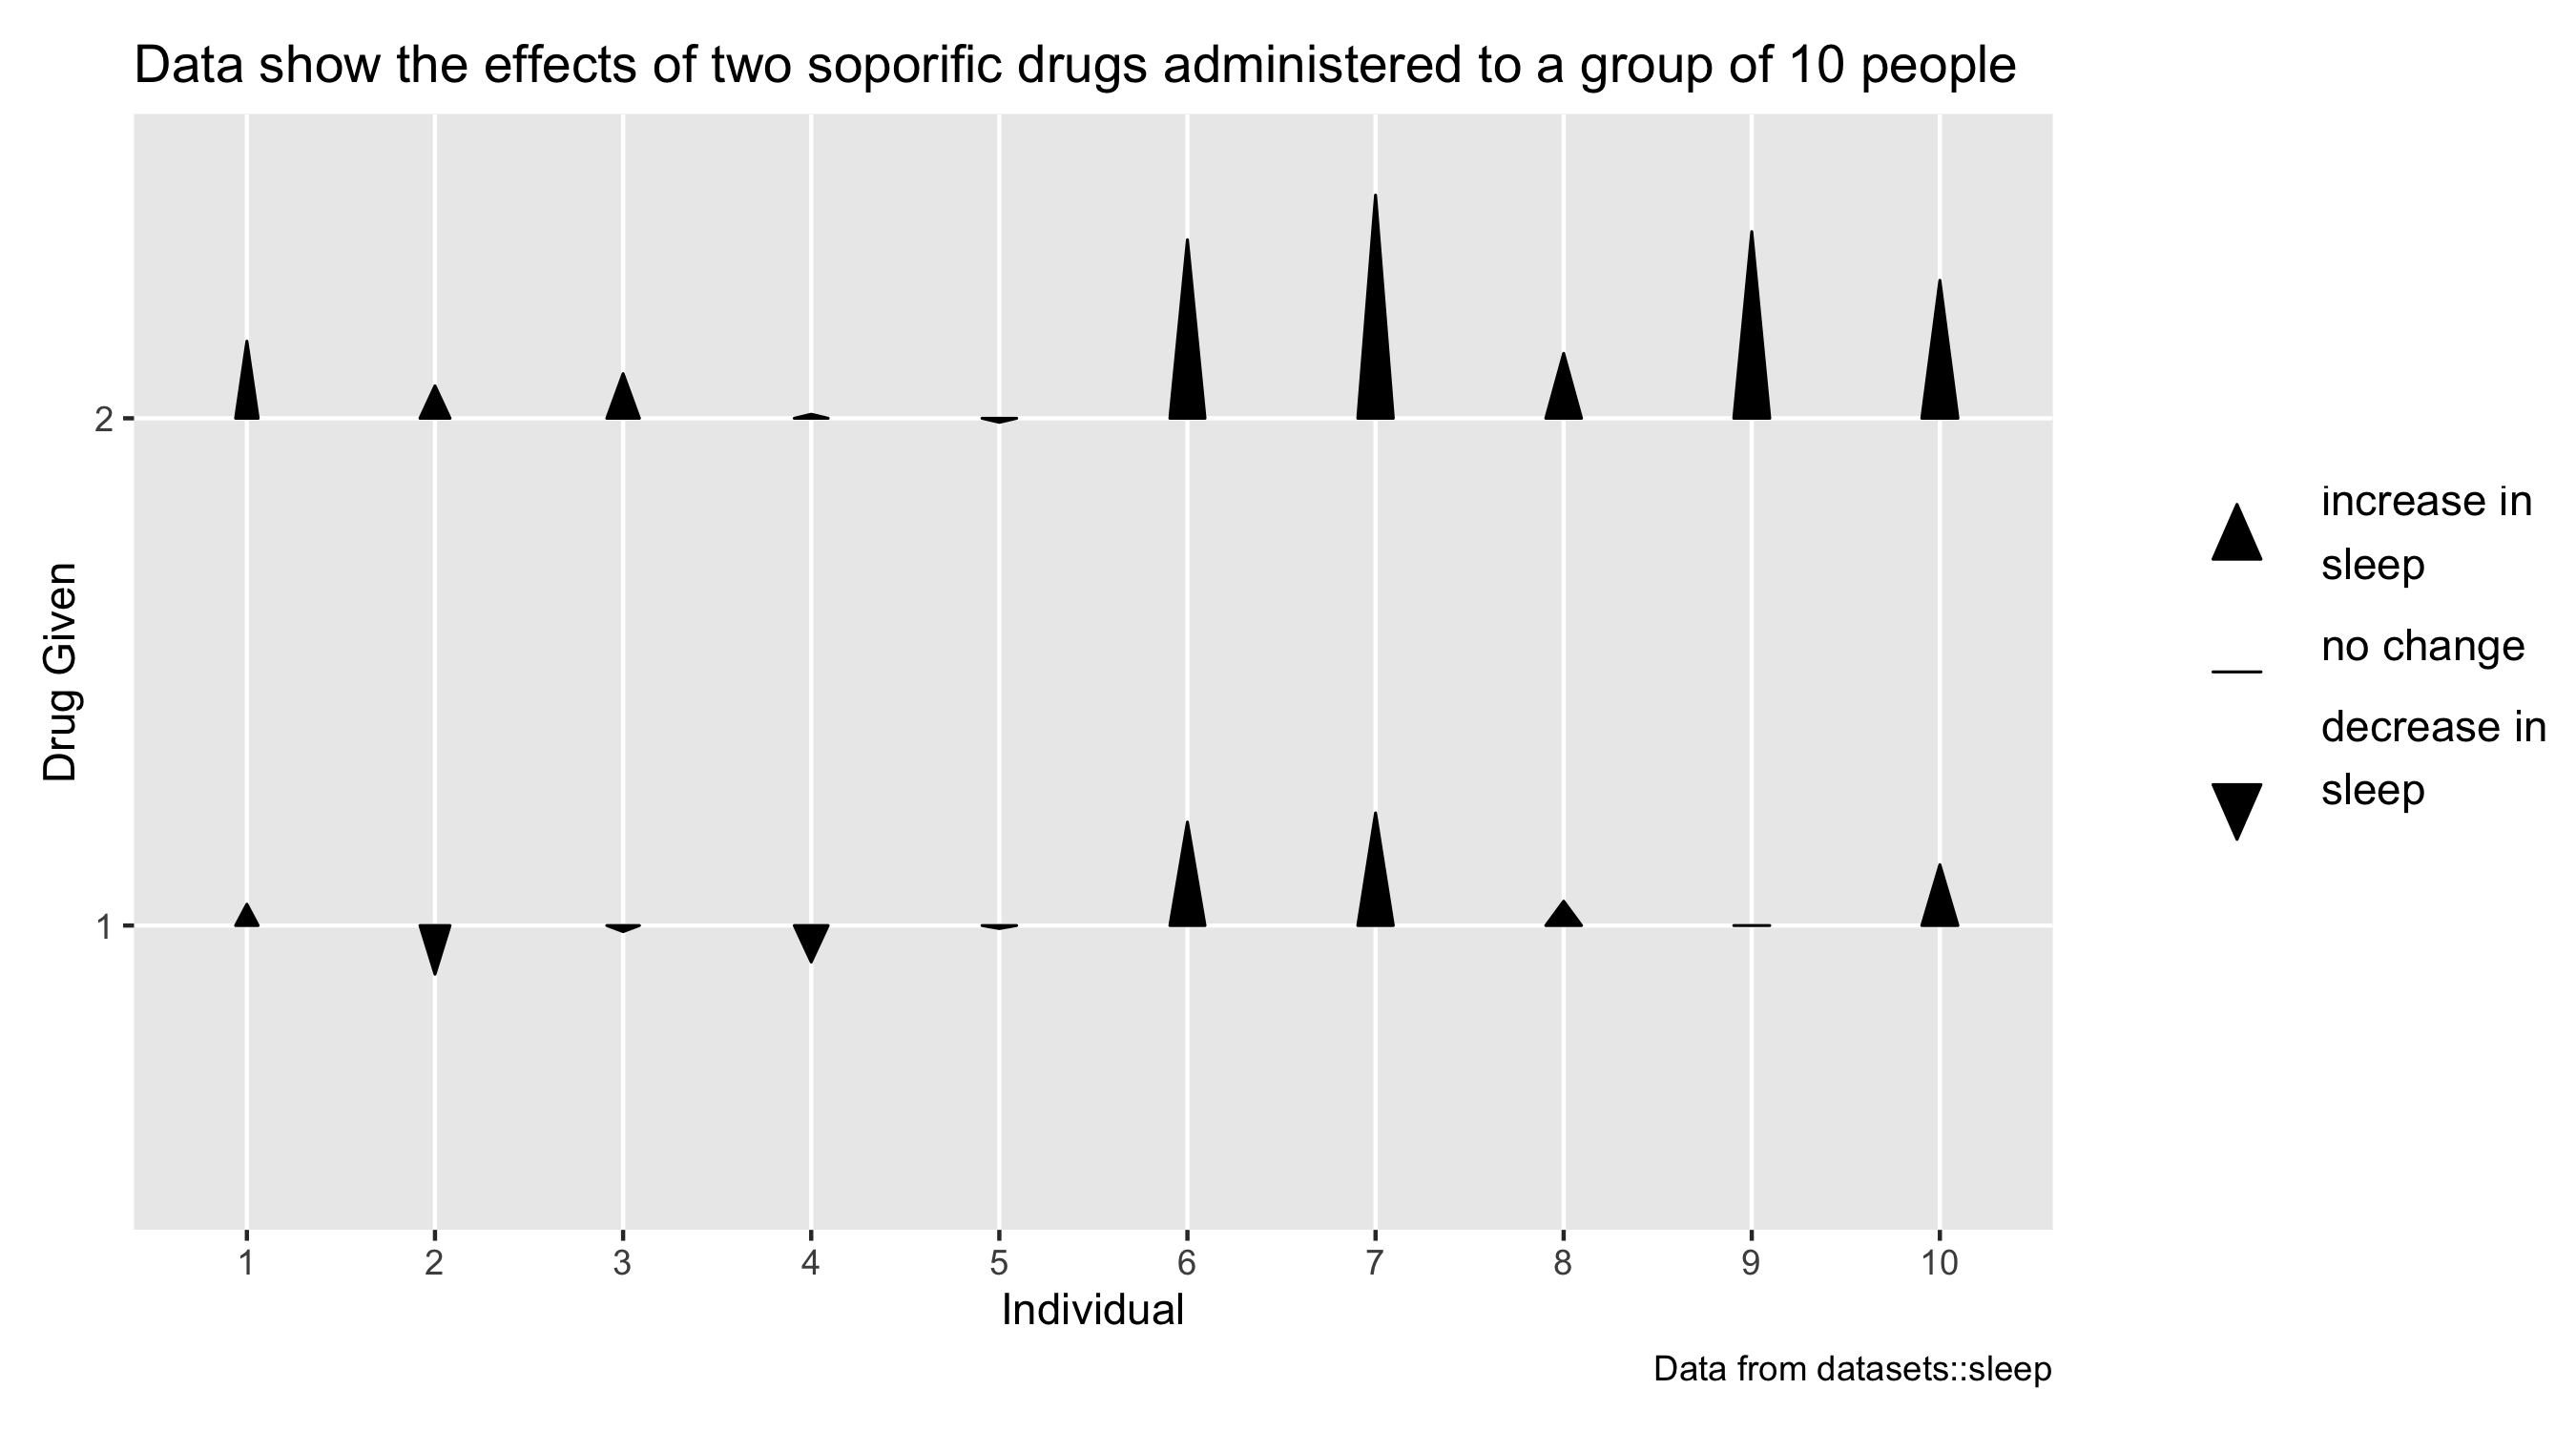 Data show the effects of two soporific drugs administered to a group of 10 people
2
1
Drug Given
1 2 3 4 5 6 7 8 9 10
Individual
increase in
sleep
no change
decrease in
sleep
Data from datasets::sleep